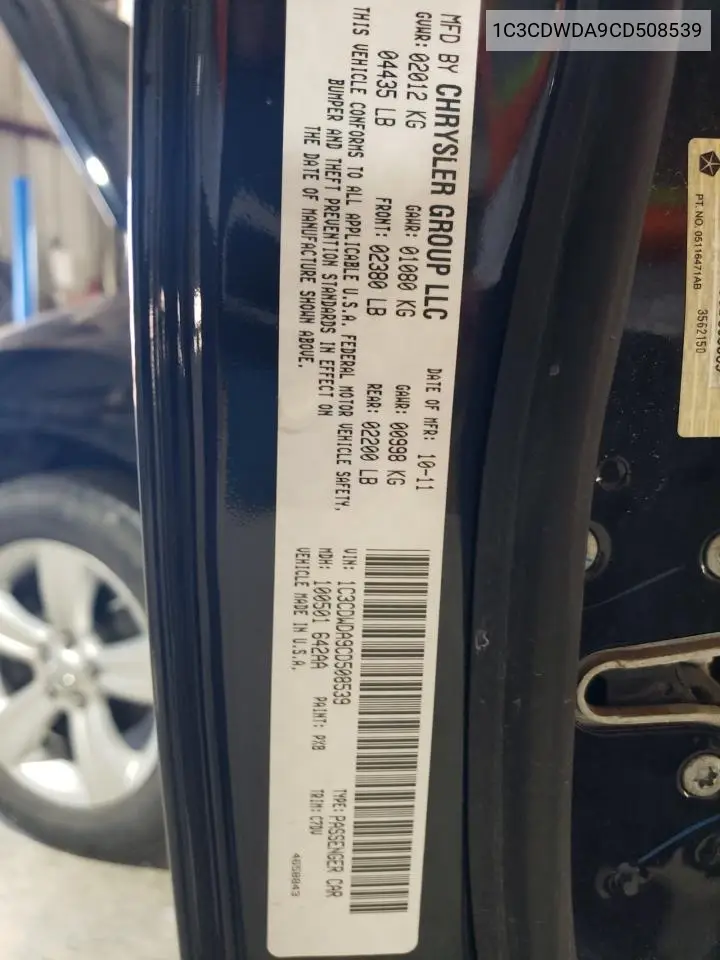 1C3CDWDA9CD508539
MFD BY CHRYSLER GROUP LLC
DATE OF MFR: 10-11
GVWR: 02012 KG GAWR: 01080 KG GAWR: 00998 KG
04435 LB FRONT: 02380 LB REAR: 02200 LB
THIS VEHICLE CONFORMS TO ALL APPLICABLE U.S.A. FEDERAL MOTOR VEHICLE SAFETY,
BUMPER AND THEFT PREVENTION STANDARDS IN EFFECT ON
THE DATE OF MANUFACTURE SHOWN ABOVE.
VIN: 1C3CDWDA9CD508539 TYPE: PASSENGER CAR
MDH: 100501 642AA PAINT: PXB TRIM: C7DV
VEHICLE MADE IN U.S.A.
4658043
PT. NO. 05116471AB
3562150